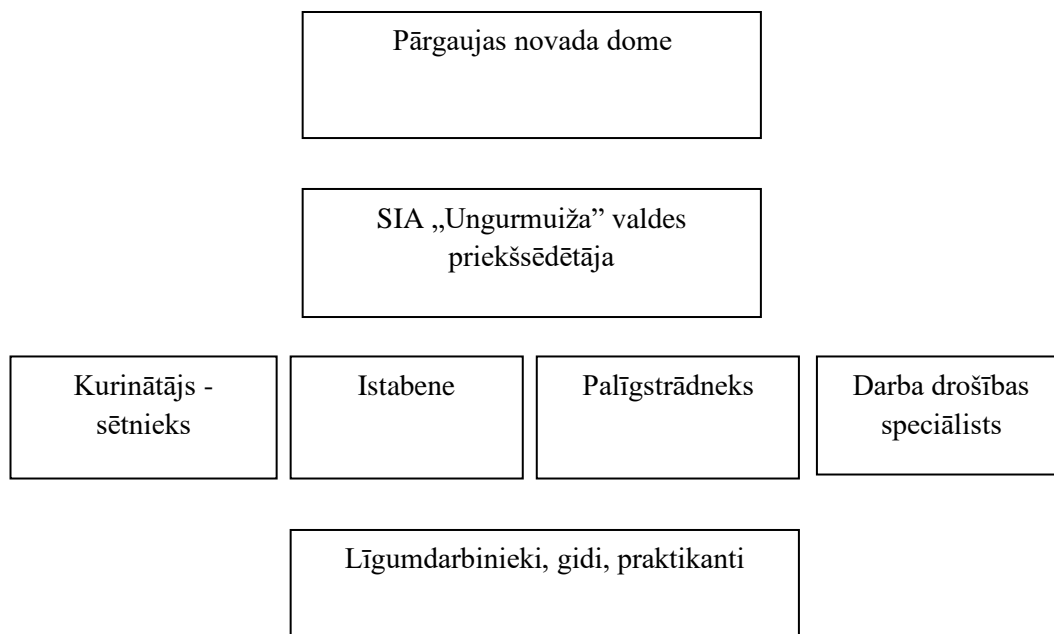 Pārgaujas novada dome
SIA „Ungurmuiža” valdes
priekšsēdētāja
Kurinātājs -
sētnieks
Istabene
Palīgstrādneks
Darba drošības
speciālists
Līgumdarbinieki, gidi, praktikanti